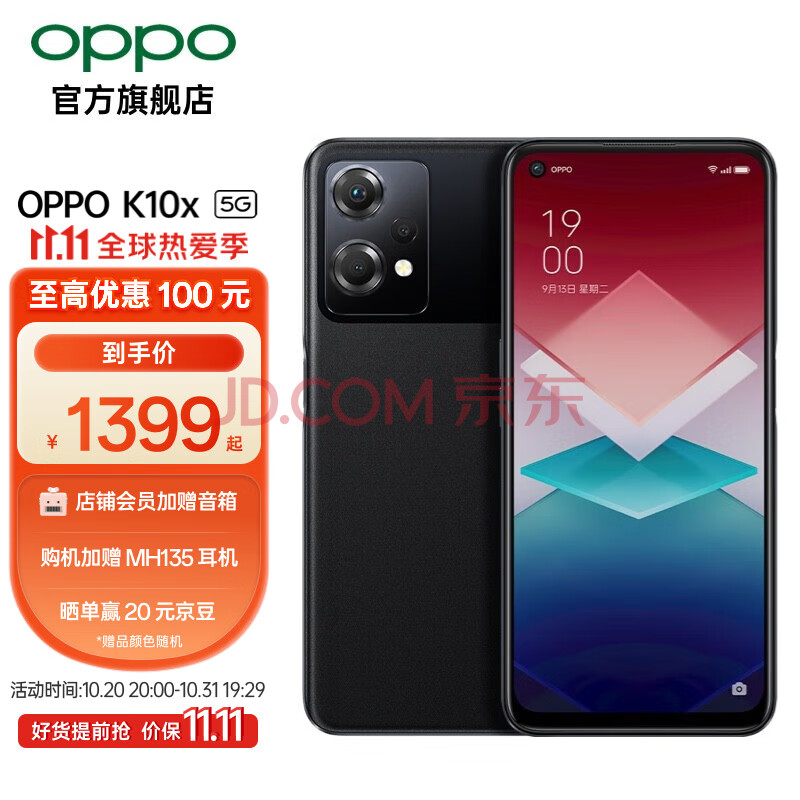 oppo
官方旗舰店
OPPO K10x 5G
11.11 全球热爱季
至高优惠 100 元
到手价
¥ 1399 起
店铺会员加赠音箱
购机加赠 MH135 耳机
晒单赢 20 元京豆
*赠品颜色随机
活动时间:10.20 20:00-10.31 19:29
好货提前抢 价保 11.11
OPPO
19
00
9月13日 星期二
JD.COM 京东